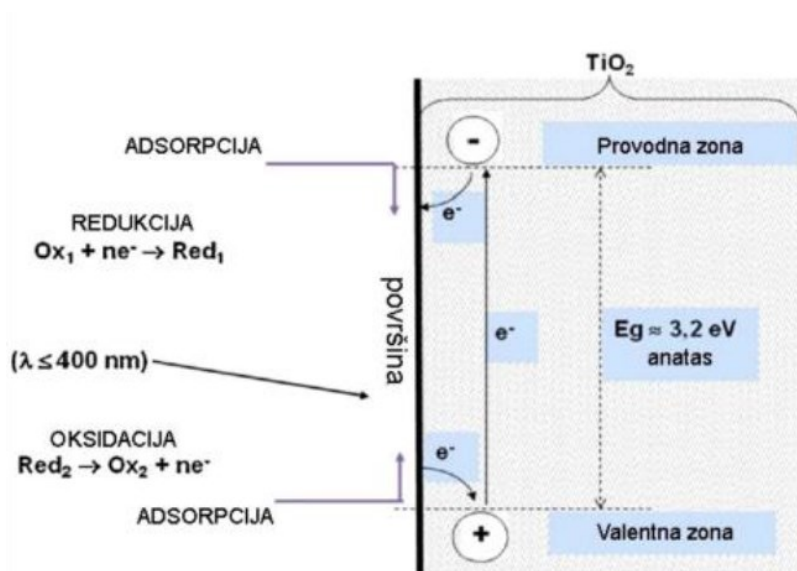 TiO₂
ADSORPCIJA
-
Provodna zona
e⁻
REDUKCIJA
Ox₁ + ne⁻ → Red₁
površina
e⁻
Eg ≈ 3,2 eV
anatas
(λ ≤ 400 nm)
OKSIDACIJA
Red₂ → Ox₂ + ne⁻
e⁻
ADSORPCIJA
+
Valentna zona